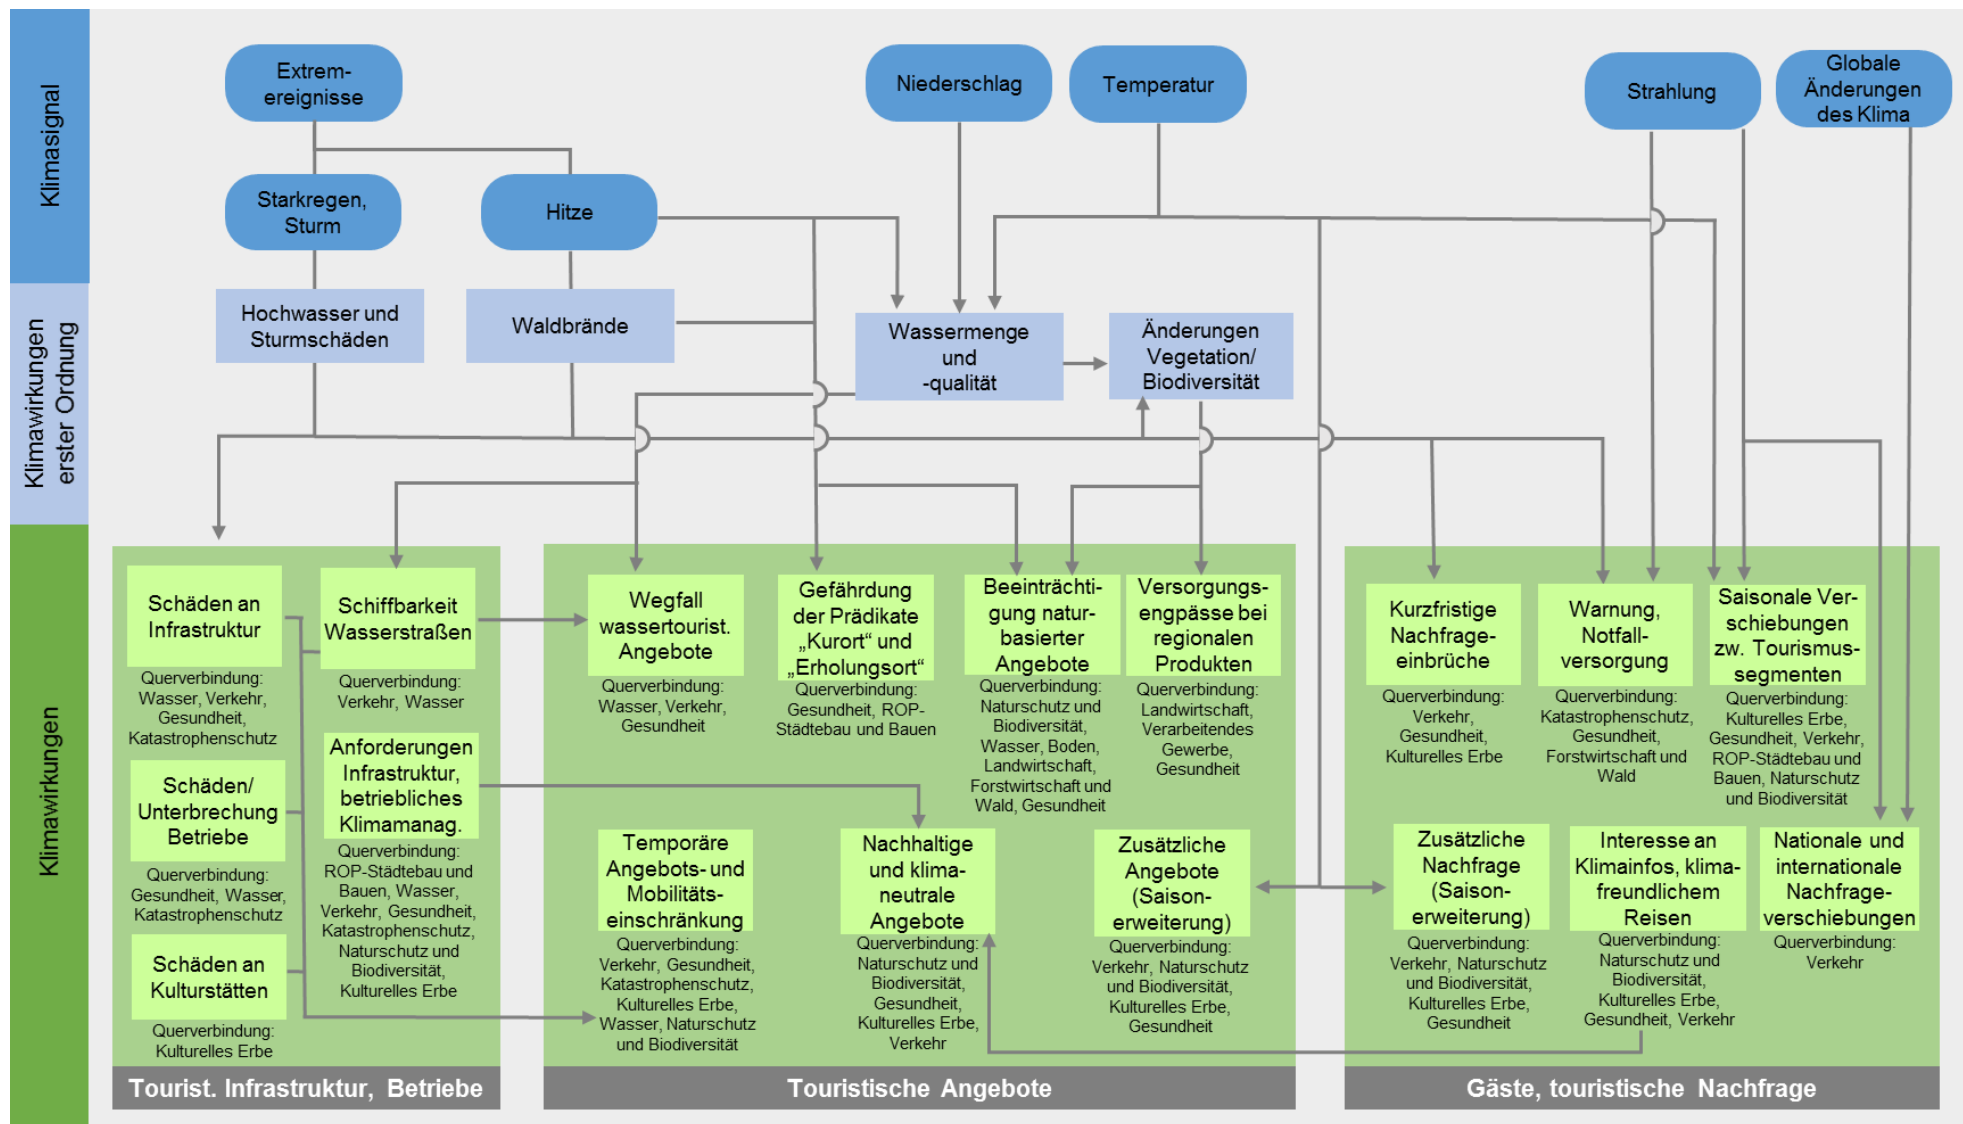 Klimasignal
Extrem-
ereignisse
Niederschlag
Temperatur
Strahlung
Globale
Änderungen
des Klima
Starkregen,
Sturm
Hitze
Klimawirkungen
erster Ordnung
Hochwasser und
Sturmschäden
Waldbrände
Wassermenge
und
-qualität
Änderungen
Vegetation/
Biodiversität
Klimawirkungen
Schäden an
Infrastruktur
Querverbindung:
Wasser, Verkehr,
Gesundheit,
Katastrophenschutz
Schäden/
Unterbrechung
Betriebe
Querverbindung:
Gesundheit, Wasser,
Katastrophenschutz
Schäden an
Kulturstätten
Querverbindung:
Kulturelles Erbe
Schiffbarkeit
Wasserstraßen
Querverbindung:
Verkehr, Wasser
Anforderungen
Infrastruktur,
betriebliches
Klimamanag.
Querverbindung:
ROP-Städtebau und
Bauen, Wasser,
Verkehr, Gesundheit,
Katastrophenschutz,
Naturschutz und
Biodiversität,
Kulturelles Erbe
Tourist. Infrastruktur, Betriebe
Wegfall
wassertourist.
Angebote
Querverbindung:
Wasser, Verkehr,
Gesundheit
Gefährdung
der Prädikate
„Kurort“ und
„Erholungsort“
Querverbindung:
Gesundheit, ROP-
Städtebau und Bauen
Beeinträchti-
gung natur-
basierter
Angebote
Querverbindung:
Naturschutz und
Biodiversität,
Wasser, Boden,
Landwirtschaft,
Forstwirtschaft und
Wald, Gesundheit
Versorgungs-
engpässe bei
regionalen
Produkten
Querverbindung:
Landwirtschaft,
Verarbeitendes
Gewerbe,
Gesundheit
Temporäre
Angebots- und
Mobilitäts-
einschränkung
Querverbindung:
Verkehr, Gesundheit,
Katastrophenschutz,
Kulturelles Erbe,
Wasser, Naturschutz
und Biodiversität
Nachhaltige
und klima-
neutrale
Angebote
Querverbindung:
Naturschutz und
Biodiversität,
Gesundheit,
Kulturelles Erbe,
Verkehr
Zusätzliche
Angebote
(Saison-
erweiterung)
Querverbindung:
Verkehr, Naturschutz
und Biodiversität,
Kulturelles Erbe,
Gesundheit
Touristische Angebote
Kurzfristige
Nachfrage-
einbrüche
Querverbindung:
Verkehr,
Gesundheit,
Kulturelles Erbe
Warnung,
Notfall-
versorgung
Querverbindung:
Katastrophenschutz,
Gesundheit,
Forstwirtschaft und
Wald
Saisonale Ver-
schiebungen
zw. Tourismus-
segmenten
Querverbindung:
Kulturelles Erbe,
Gesundheit, Verkehr,
ROP-Städtebau und
Bauen, Naturschutz
und Biodiversität
Zusätzliche
Nachfrage
(Saison-
erweiterung)
Querverbindung:
Verkehr, Naturschutz
und Biodiversität,
Kulturelles Erbe,
Gesundheit
Interesse an
Klimainfos, klima-
freundlichem
Reisen
Querverbindung:
Naturschutz und
Biodiversität,
Kulturelles Erbe,
Gesundheit, Verkehr
Nationale und
internationale
Nachfrage-
verschiebungen
Querverbindung:
Verkehr
Gäste, touristische Nachfrage